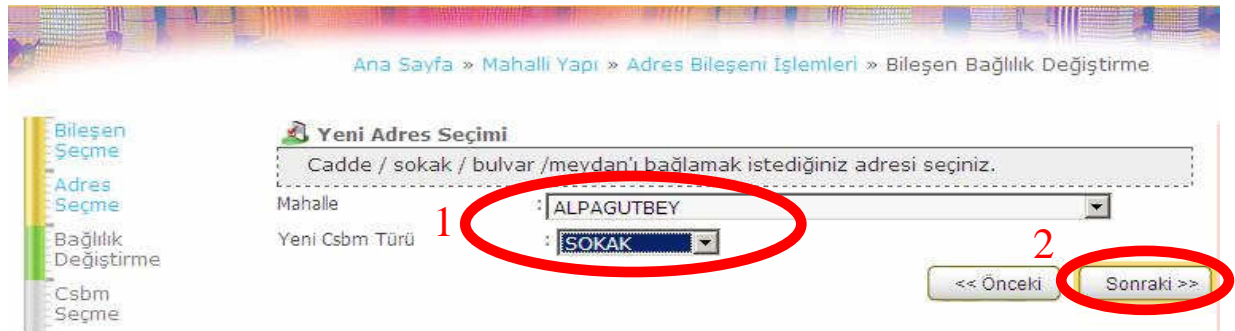 Ana Sayfa » Mahalli Yapı » Adres Bileşeni İşlemleri » Bileşen Bağlılık Değiştirme
Bileşen
Seçme
Adres
Seçme
Bağlılık
Değiştirme
Csbm
Seçme
Yeni Adres Seçimi
Cadde / sokak / bulvar /meydan'ı bağlamak istediğiniz adresi seçiniz.
Mahalle : ALPAGUTBEY
1
Yeni Csbm Türü : SOKAK
2
<< Önceki Sonraki >>